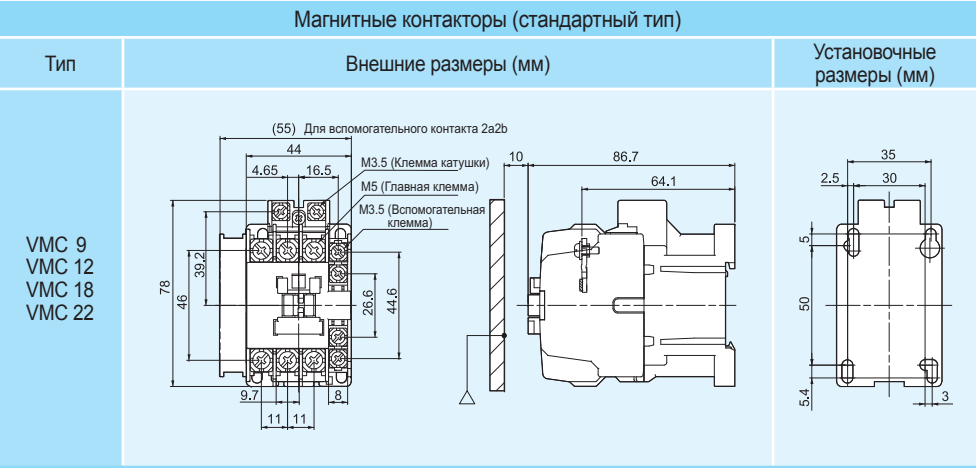 Магнитные контакторы (стандартный тип)
Тип
Внешние размеры (мм)
Установочные
размеры (мм)
VMC 9
VMC 12
VMC 18
VMC 22
(55) Для вспомогательного контакта 2a2b
44
4.65
16.5
M3.5 (Клемма катушки)
M5 (Главная клемма)
M3.5 (Вспомогательная
клемма)
78
39.2
46
26.6
44.6
9.7
8
11
11
10
86.7
64.1
35
2.5
30
5
50
5.4
3